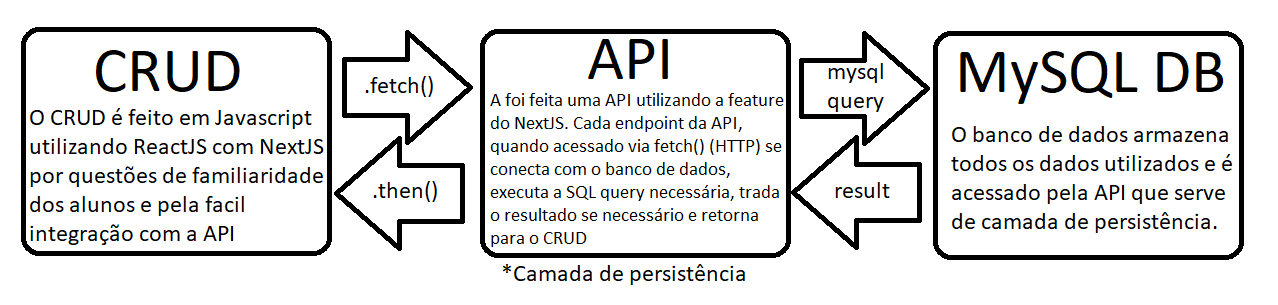 CRUD
O CRUD é feito em Javascript
utilizando ReactJS com NextJS
por questões de familiaridade
dos alunos e pela facil
integração com a API
.fetch()
.then()
API
A foi feita uma API utilizando a feature
do NextJS. Cada endpoint da API,
quando acessado via fetch() (HTTP) se
conecta com o banco de dados,
executa a SQL query necessária, trada
o resultado se necessário e retorna
para o CRUD
*Camada de persistência
mysql
query
result
MySQL DB
O banco de dados armazena
todos os dados utilizados e é
acessado pela API que serve
de camada de persistência.